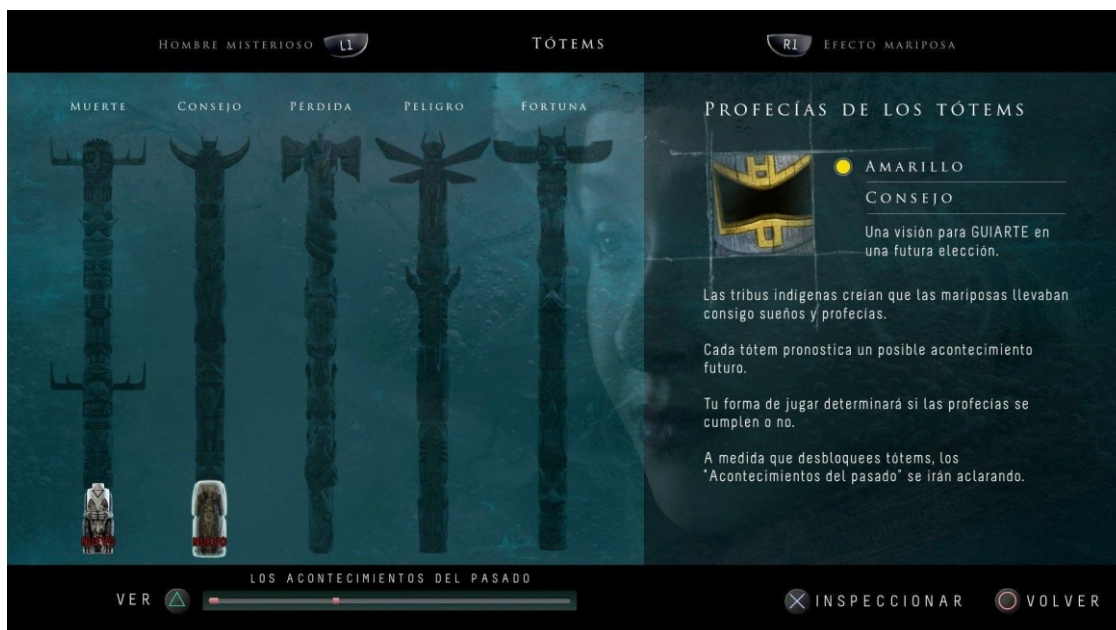 HOMBRE MISTERIOSO L1
TÓTEMS
R1 EFECTO MARIPOSA
MUERTE CONSEJO PÉRDIDA PELIGRO FORTUNA
PROFECÍAS DE LOS TÓTEMS
AMARILLO
CONSEJO
Una visión para GUIARTE en
una futura elección.
Las tribus indígenas creían que las mariposas llevaban
consigo sueños y profecías.
Cada tótem pronostica un posible acontecimiento
futuro.
Tu forma de jugar determinará si las profecías se
cumplen o no.
A medida que desbloquees tótems, los
"Acontecimientos del pasado" se irán aclarando.
NUEVO NUEVO
LOS ACONTECIMIENTOS DEL PASADO
VER
INSPECCIONAR
VOLVER